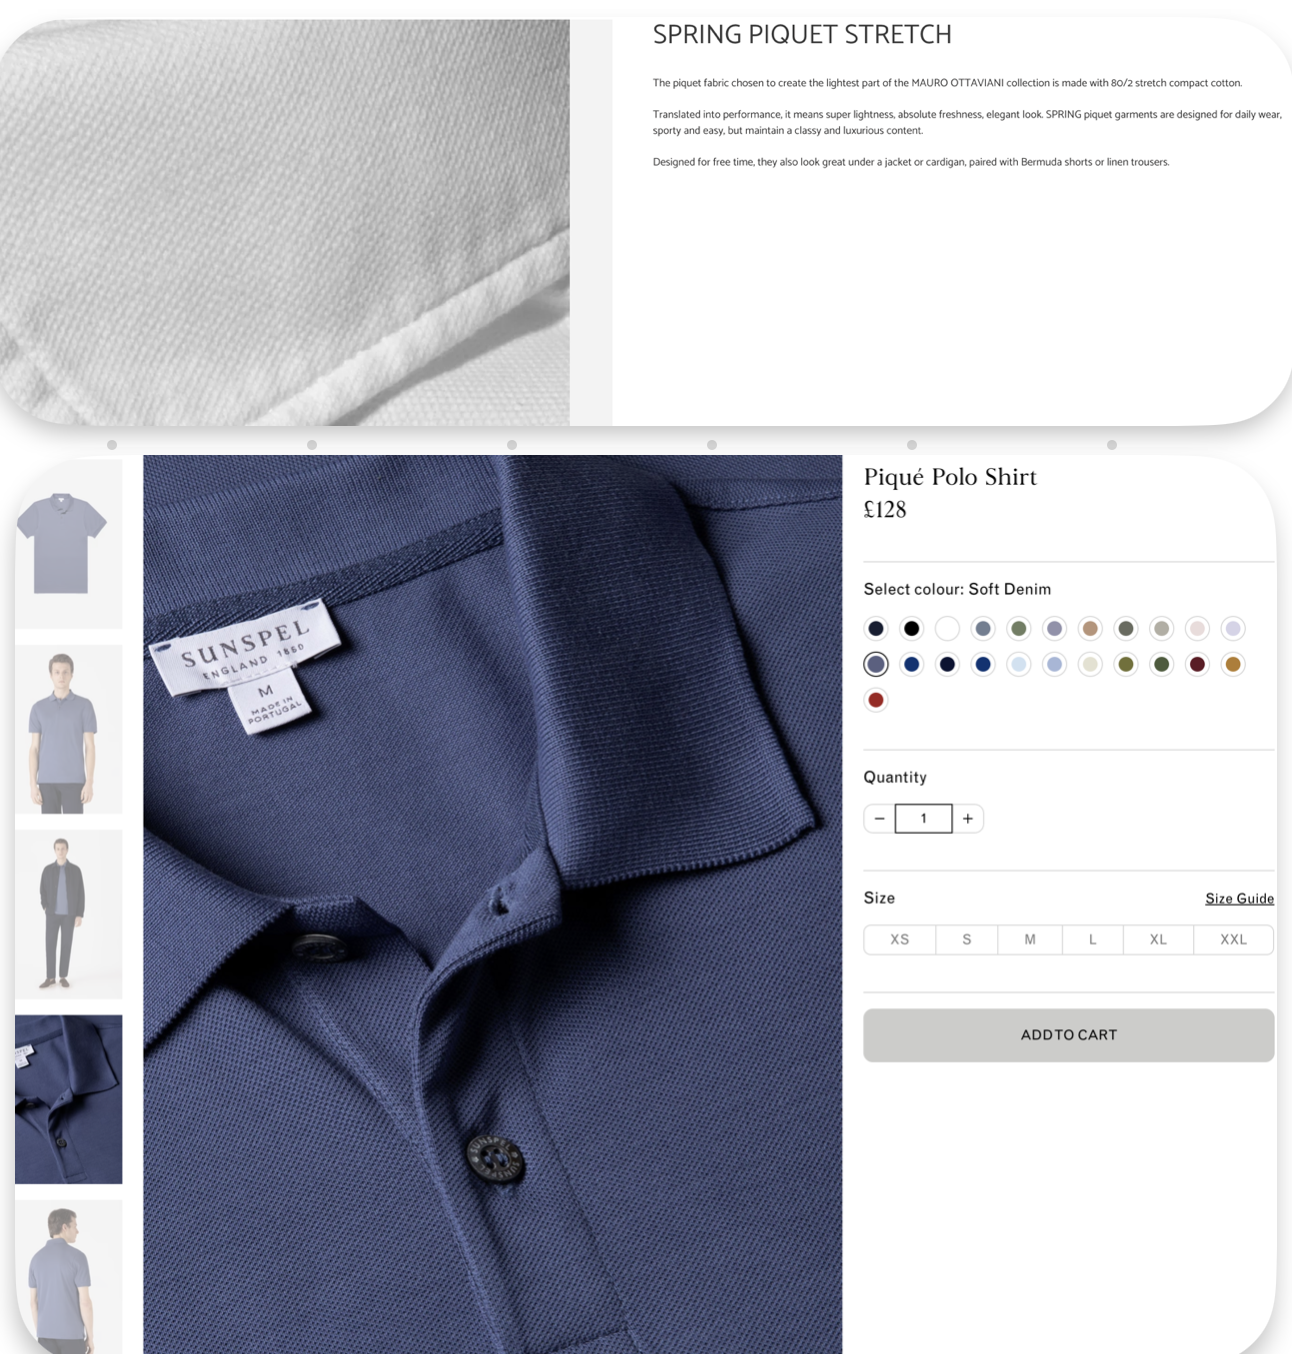 SPRING PIQUET STRETCH
The piquet fabric chosen to create the lightest part of the MAURO OTTAVIANI collection is made with 80/2 stretch compact cotton.
Translated into performance, it means super lightness, absolute freshness, elegant look. SPRING piquet garments are designed for daily wear,
sporty and easy, but maintain a classy and luxurious content.
Designed for free time, they also look great under a jacket or cardigan, paired with Bermuda shorts or linen trousers.
SUNSPEL
ENGLAND 1860
M
MADE IN
PORTUGAL
SUNSPEL
Piqué Polo Shirt
£128
Select colour: Soft Denim
Quantity
− 1 +
Size
Size Guide
XS S M L XL XXL
ADD TO CART